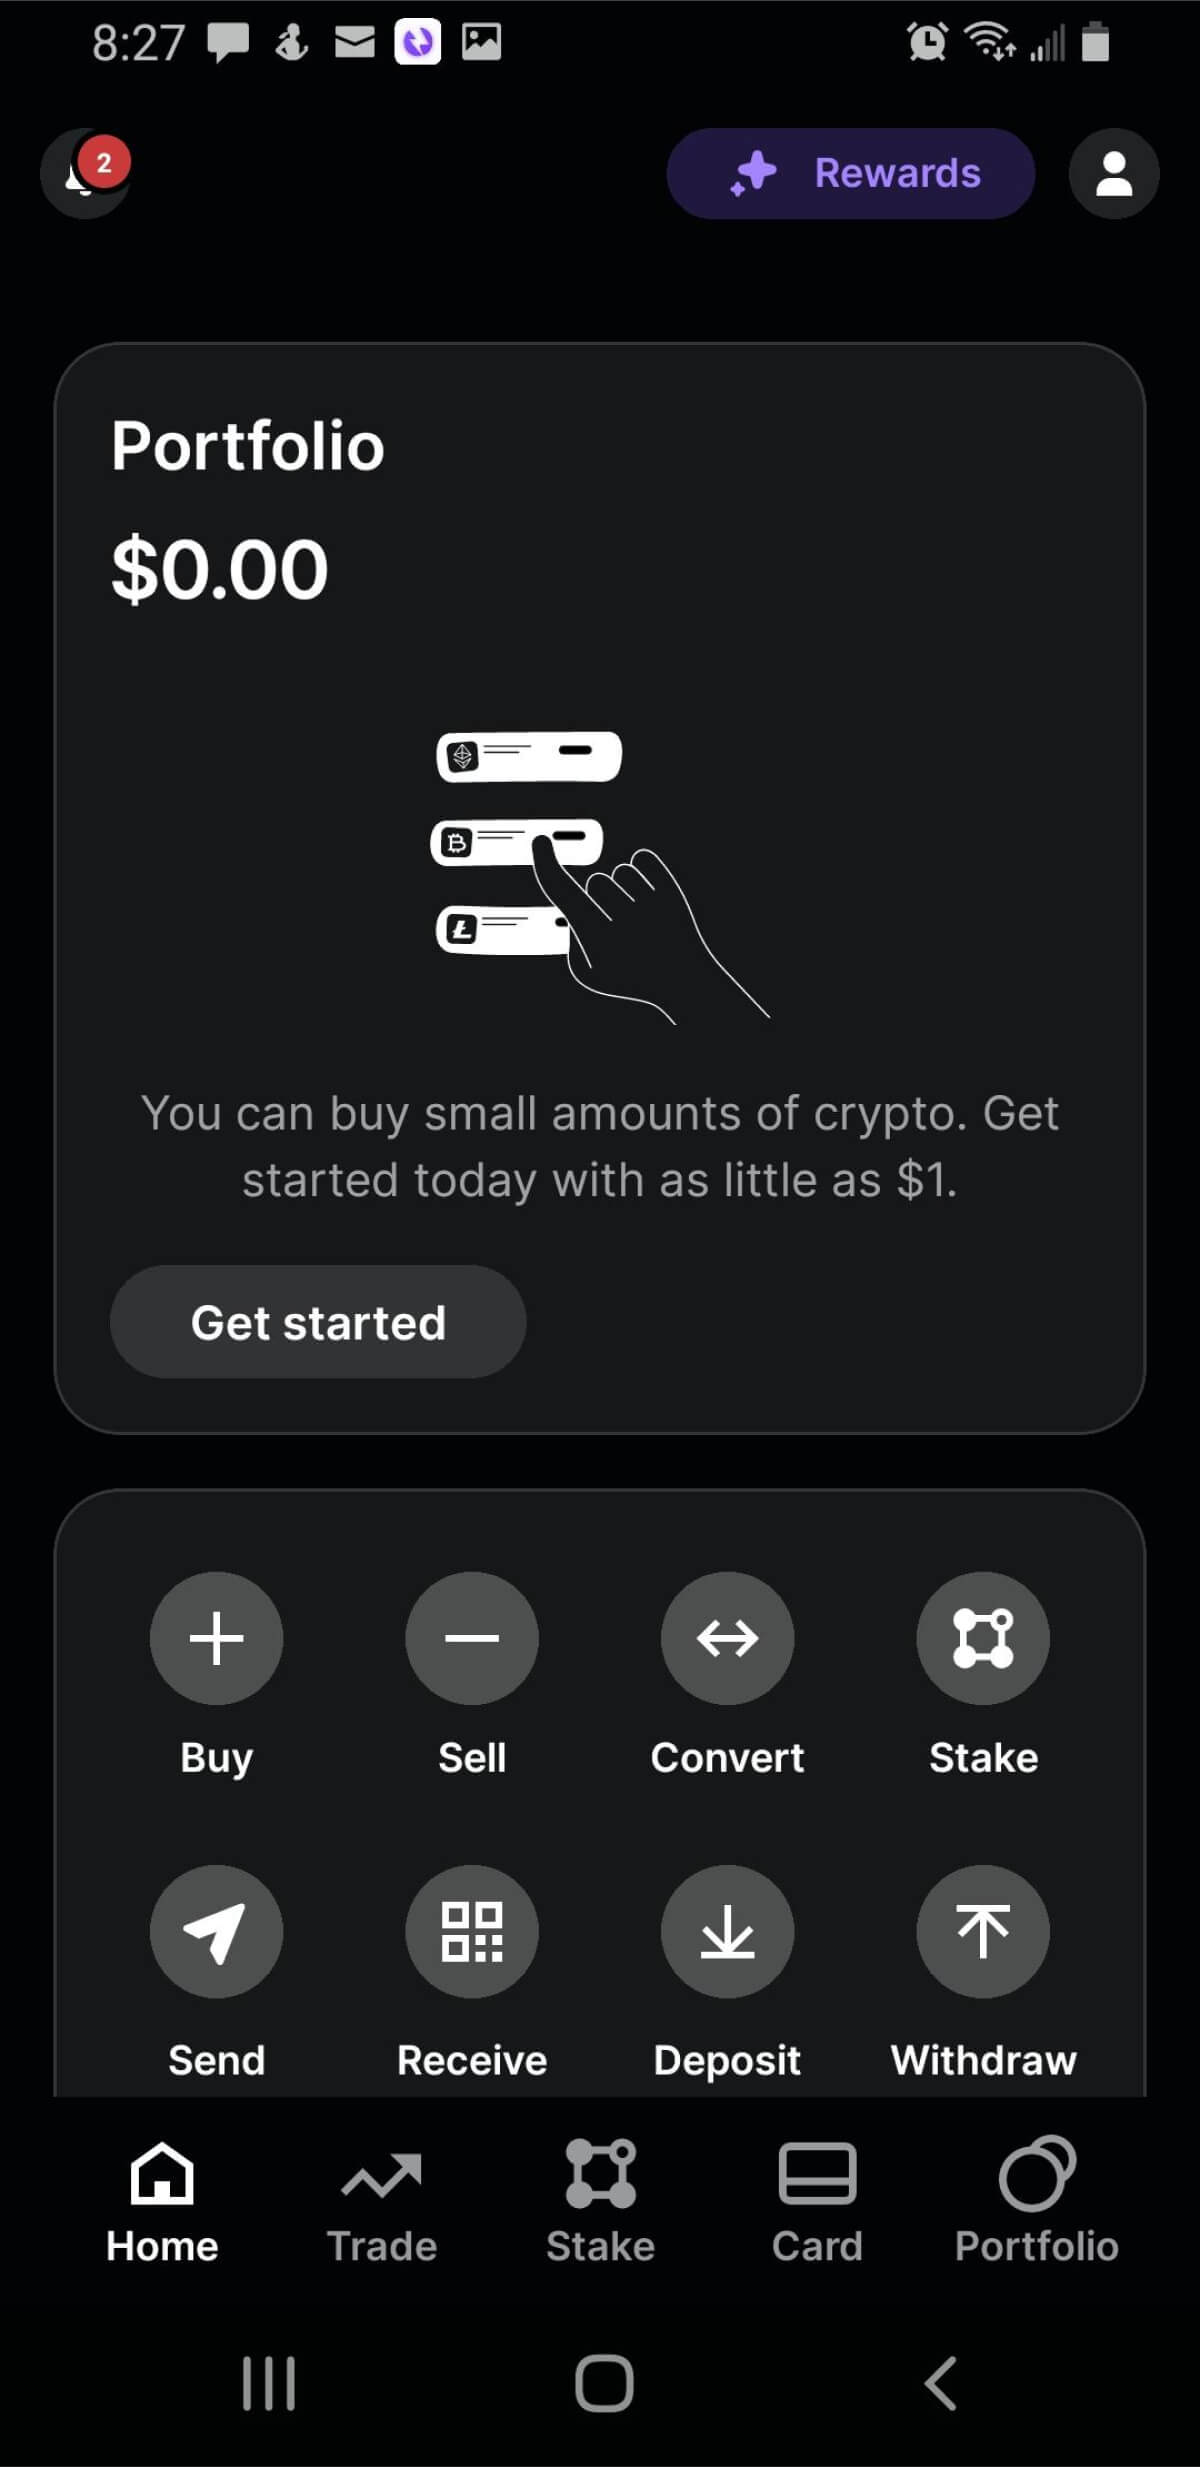 8:27
2
Rewards
Portfolio
$0.00
You can buy small amounts of crypto. Get
started today with as little as $1.
Get started
Buy
Sell
Convert
Stake
Send
Receive
Deposit
Withdraw
Home
Trade
Stake
Card
Portfolio